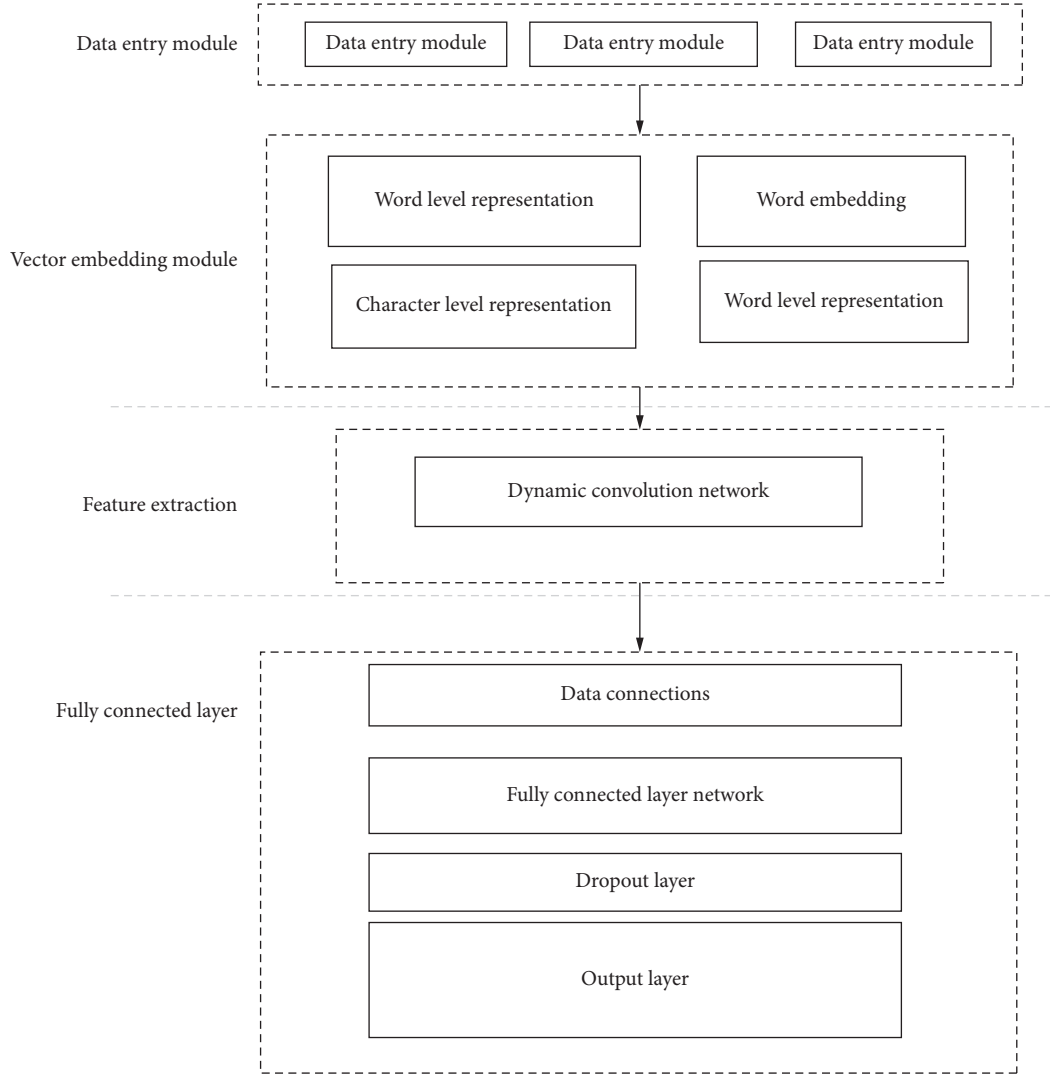 Data entry module
Data entry module
Data entry module
Data entry module
Vector embedding module
Word level representation
Word embedding
Character level representation
Word level representation
Feature extraction
Dynamic convolution network
Fully connected layer
Data connections
Fully connected layer network
Dropout layer
Output layer